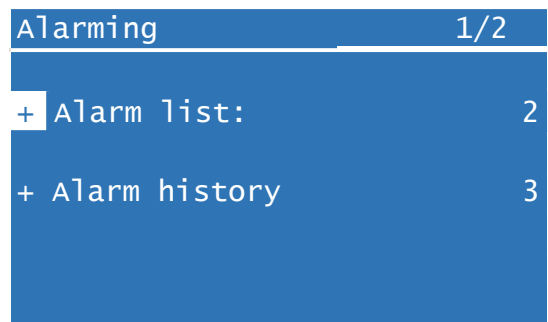 Alarming 1/2
+ Alarm list: 2
+ Alarm history 3